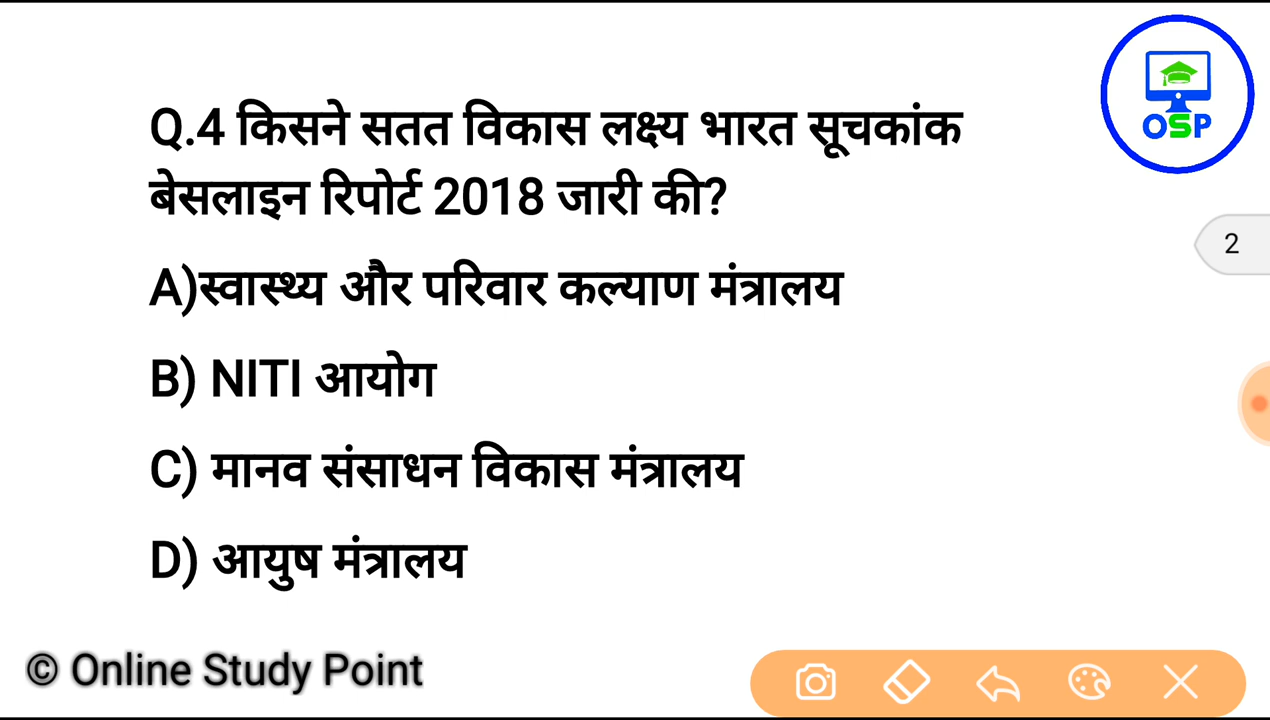 OSP
Q.4 किसने सतत विकास लक्ष्य भारत सूचकांक
बेसलाइन रिपोर्ट 2018 जारी की?
2
A)स्वास्थ्य और परिवार कल्याण मंत्रालय
B) NITI आयोग
C) मानव संसाधन विकास मंत्रालय
D) आयुष मंत्रालय
© Online Study Point